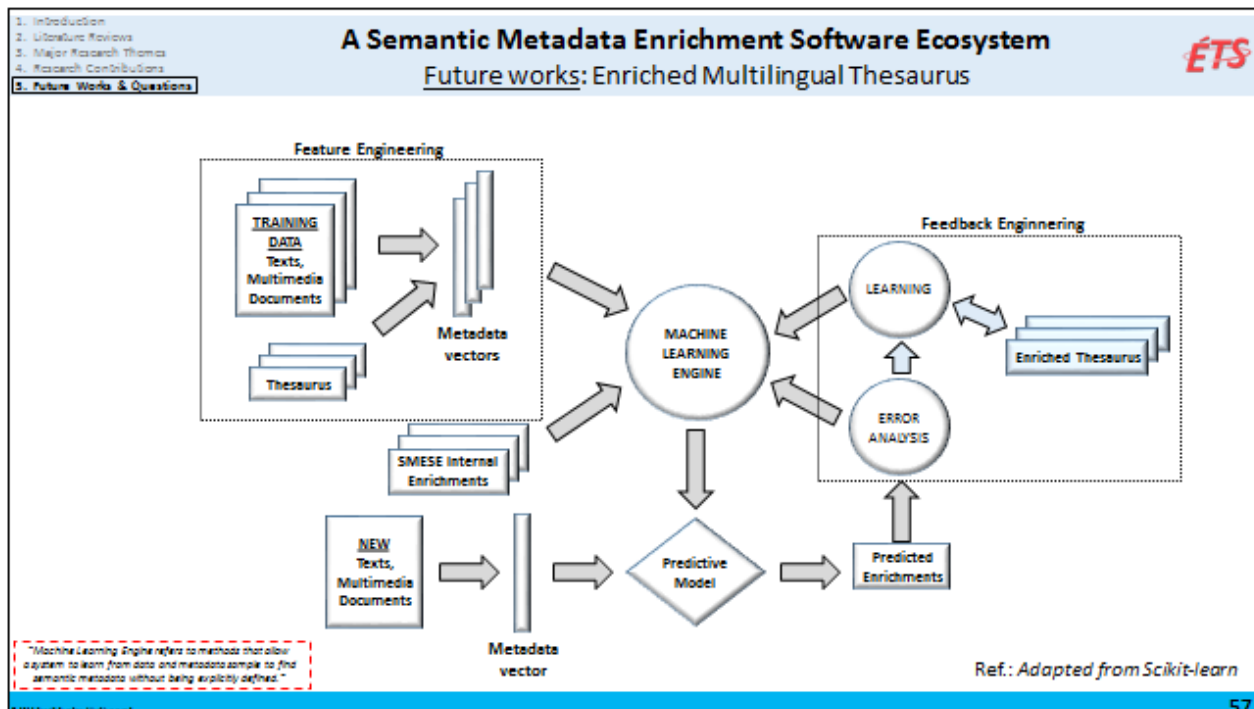 1. Introduction
2. Literature Reviews
3. Major Research Themes
4. Research Contributions
5. Future Works & Questions
A Semantic Metadata Enrichment Software Ecosystem
Future works: Enriched Multilingual Thesaurus
ÉTS
Feature Engineering
TRAINING
DATA
Texts,
Multimedia
Documents
Thesaurus
Metadata
vectors
SMESE Internal
Enrichments
MACHINE
LEARNING
ENGINE
Feedback Enginnering
LEARNING
Enriched Thesaurus
ERROR
ANALYSIS
NEW
Texts,
Multimedia
Documents
Metadata
vector
Predictive
Model
Predicted
Enrichments
"Machine Learning Engine refers to methods that allow
a system to learn from data and metadata sample to find
semantic metadata without being explicitly defined."
Ref.: Adapted from Scikit-learn
57